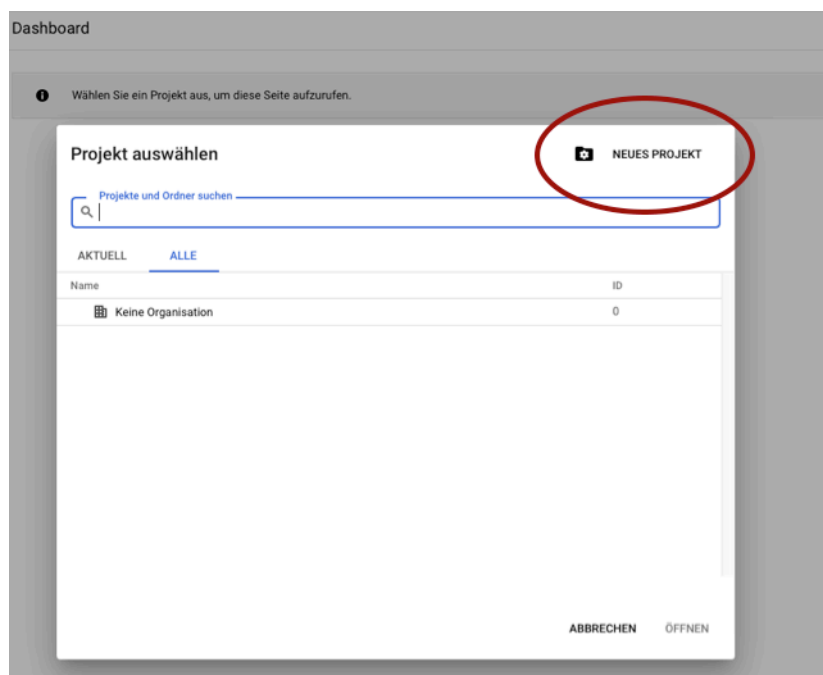 Dashboard
Wählen Sie ein Projekt aus, um diese Seite aufzurufen.
Projekt auswählen
NEUES PROJEKT
Projekte und Ordner suchen
AKTUELL ALLE
Name ID
Keine Organisation 0
ABBRECHEN ÖFFNEN